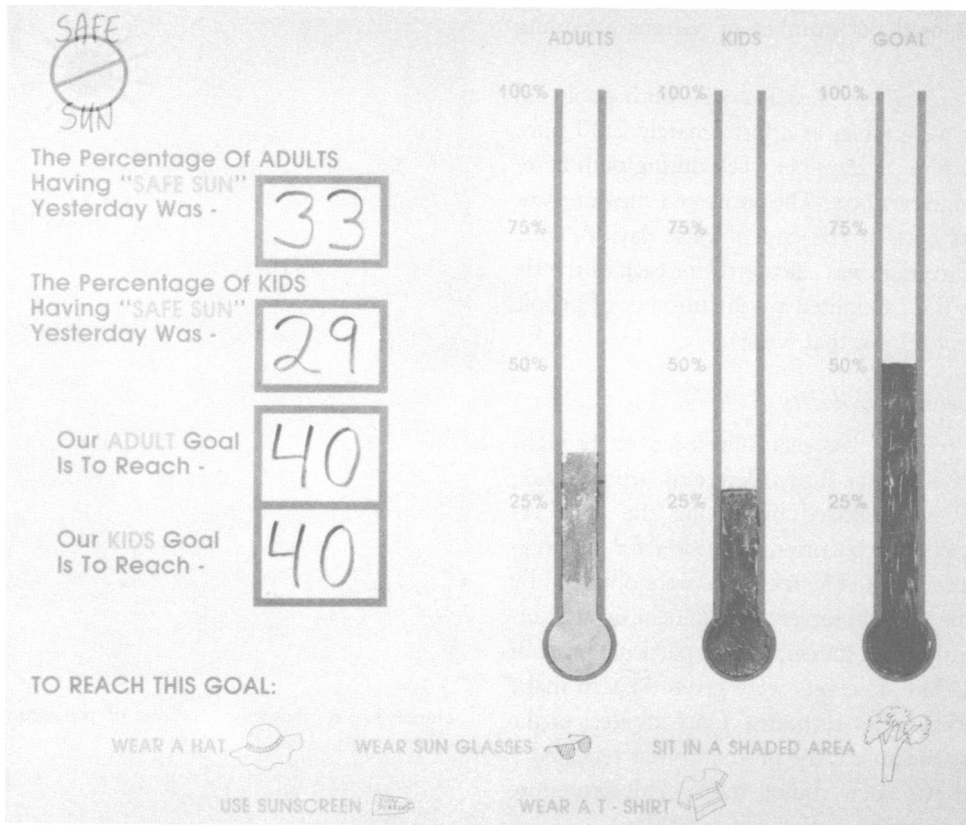 SAFE
SUN
The Percentage Of ADULTS
Having "SAFE SUN"
Yesterday Was -
33
The Percentage Of KIDS
Having "SAFE SUN"
Yesterday Was -
29
Our ADULT Goal
Is To Reach -
40
Our KIDS Goal
Is To Reach -
40
ADULTS KIDS GOAL
100% 100% 100%
75% 75% 75%
50% 50% 50%
25% 25% 25%
TO REACH THIS GOAL:
WEAR A HAT WEAR SUN GLASSES SIT IN A SHADED AREA
USE SUNSCREEN WEAR A T - SHIRT